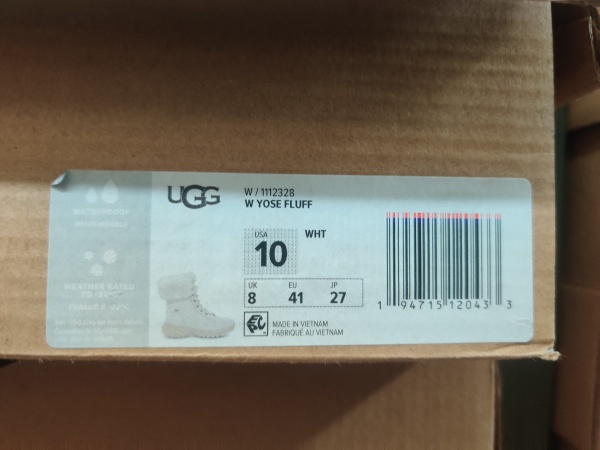 WATERPROOF
UGG
W / 1112328
W YOSE FLUFF
USA
10
WHT
UK EU JP
8 41 27
MADE IN VIETNAM
FABRIQUÉ AU VIETNAM
1 94715 12043 3
WEATHER RATED